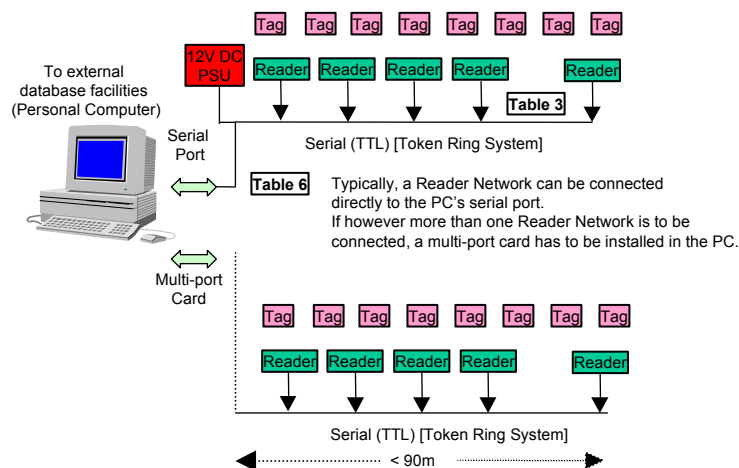 Tag Tag Tag Tag Tag Tag Tag Tag
12V DC
PSU
Reader Reader Reader Reader Reader
To external
database facilities
(Personal Computer)
Table 3
Serial
Port
Serial (TTL) [Token Ring System]
Table 6
Typically, a Reader Network can be connected
directly to the PC's serial port.
If however more than one Reader Network is to be
connected, a multi-port card has to be installed in the PC.
Multi-port
Card
Tag Tag Tag Tag Tag Tag Tag Tag
Reader Reader Reader Reader Reader
Serial (TTL) [Token Ring System]
< 90m